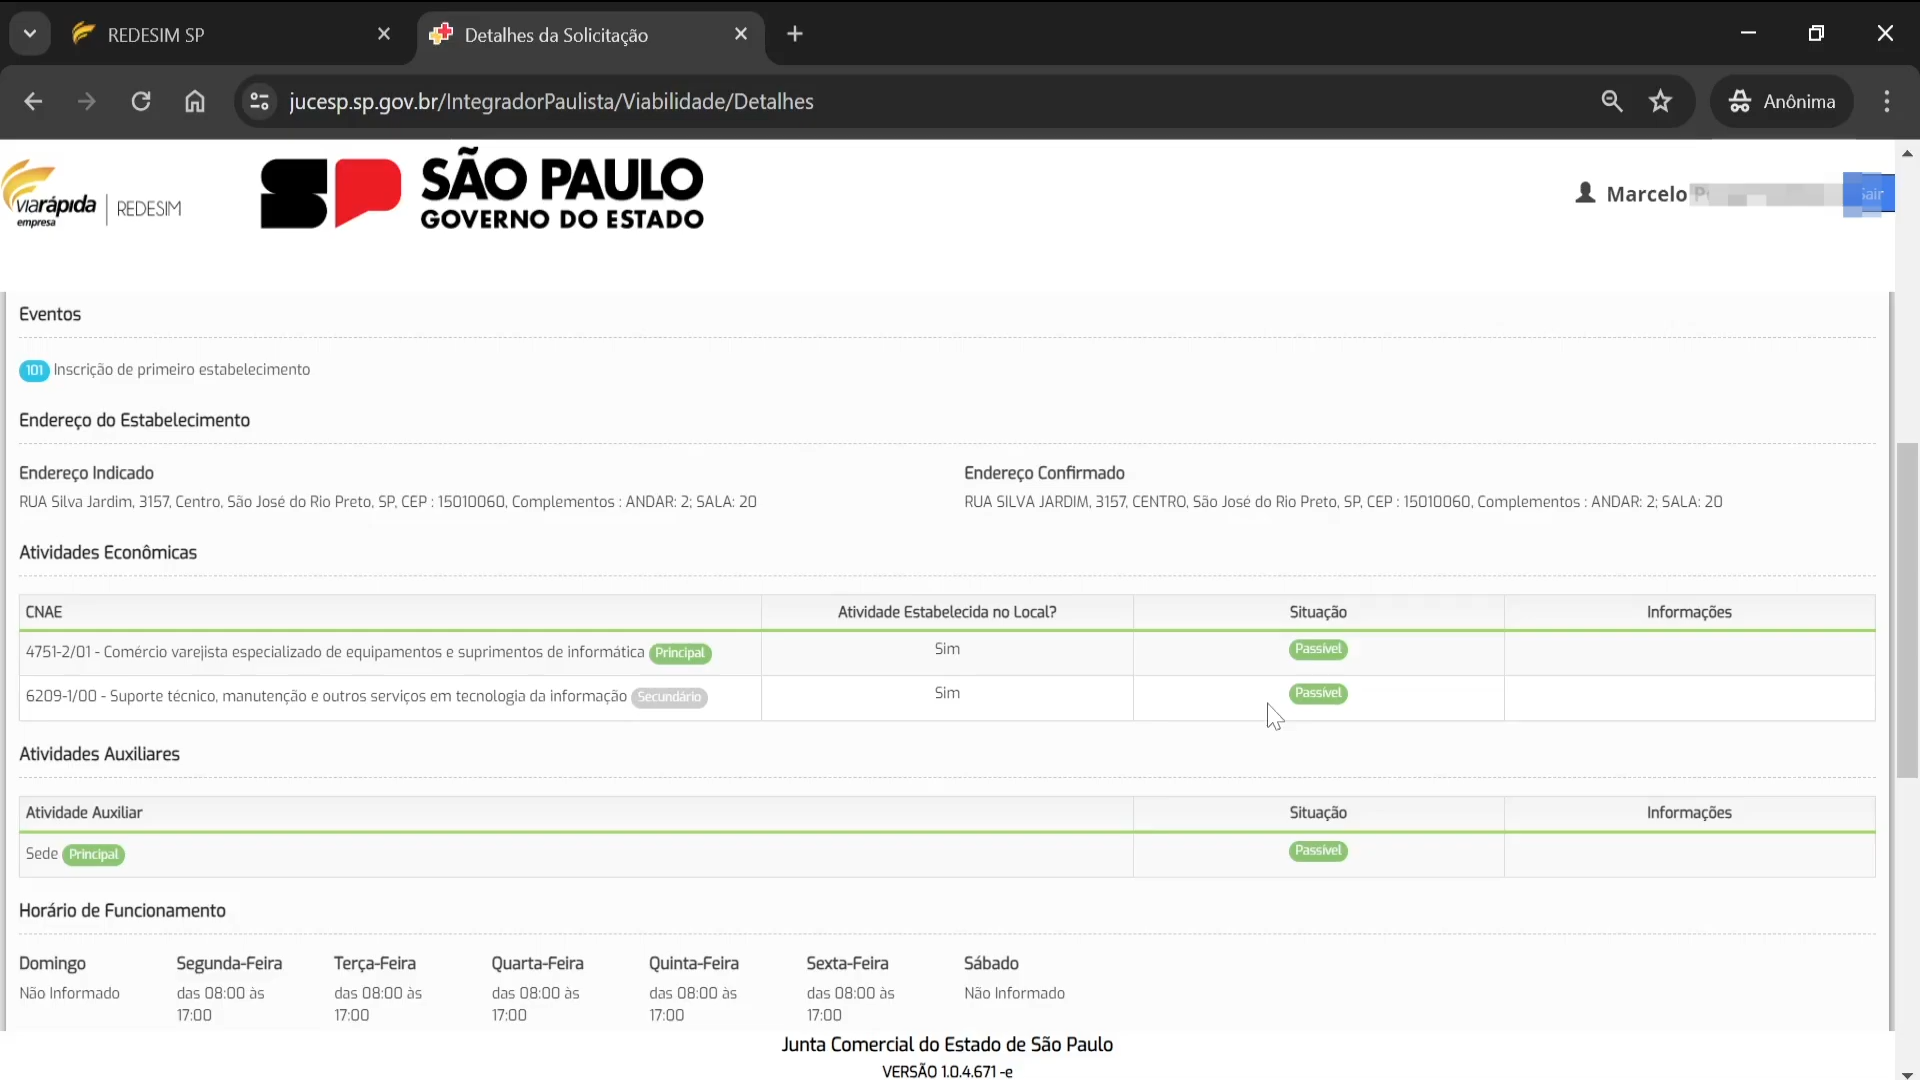 REDESIM SP
Detalhes da Solicitação
jucesp.sp.gov.br/IntegradorPaulista/Viabilidade/Detalhes
Anônima
viarápida
empresa
REDESIM
SÃO PAULO
GOVERNO DO ESTADO
Marcelo
Sair
Eventos
101 Inscrição de primeiro estabelecimento
Endereço do Estabelecimento
Endereço Indicado
RUA Silva Jardim, 3157, Centro, São José do Rio Preto, SP, CEP : 15010060, Complementos : ANDAR: 2; SALA: 20
Endereço Confirmado
RUA SILVA JARDIM, 3157, CENTRO, São José do Rio Preto, SP, CEP : 15010060, Complementos : ANDAR: 2; SALA: 20
Atividades Econômicas
CNAE Atividade Estabelecida no Local? Situação Informações
4751-2/01 - Comércio varejista especializado de equipamentos e suprimentos de informática Principal Sim Passível
6209-1/00 - Suporte técnico, manutenção e outros serviços em tecnologia da informação Secundário Sim Passível
Atividades Auxiliares
Atividade Auxiliar Situação Informações
Sede Principal Passível
Horário de Funcionamento
Domingo Segunda-Feira Terça-Feira Quarta-Feira Quinta-Feira Sexta-Feira Sábado
Não Informado das 08:00 às das 08:00 às das 08:00 às das 08:00 às das 08:00 às Não Informado
17:00 17:00 17:00 17:00 17:00
Junta Comercial do Estado de São Paulo
VERSÃO 1.0.4.671 -e